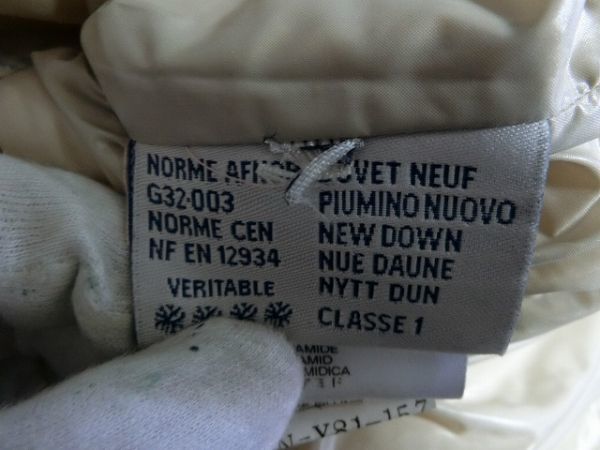 NORME AFNOR
G32-003
NORME CEN
NF EN 12934
VERITABLE
DUVET NEUF
PIUMINO NUOVO
NEW DOWN
NUE DAUNE
NYTT DUN
CLASSE 1